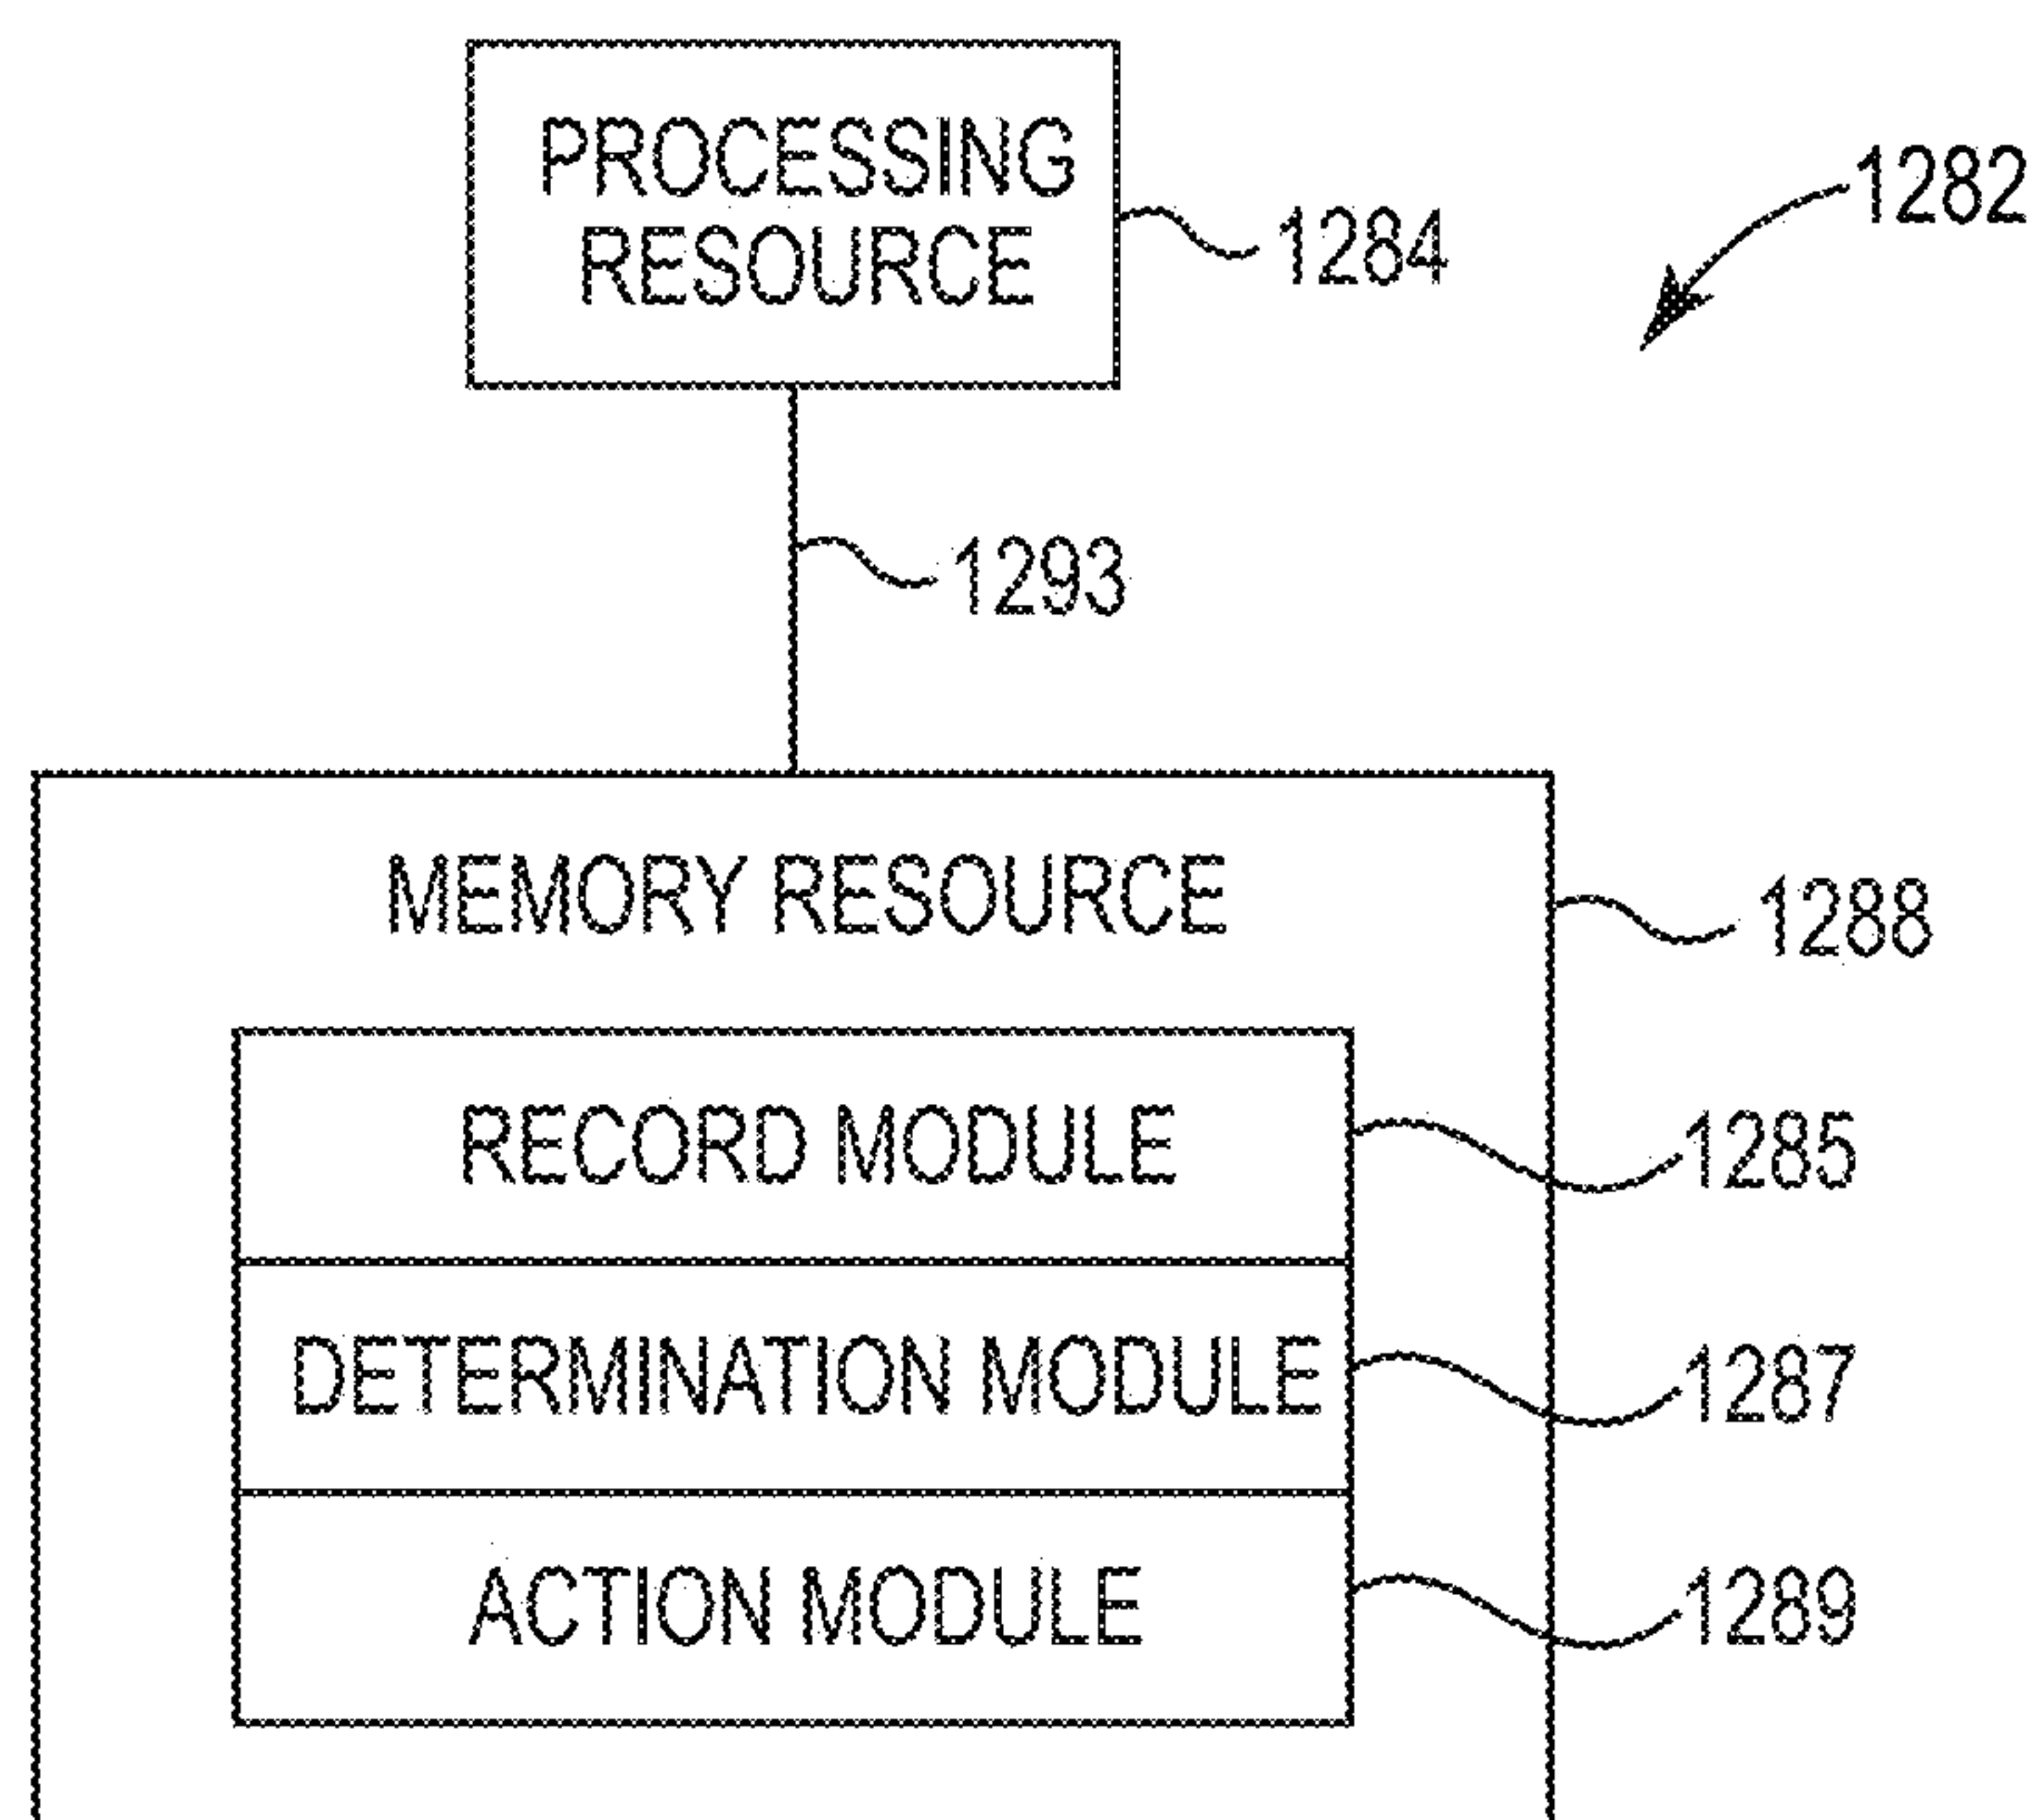 PROCESSING
RESOURCE
1284
1282
1293
MEMORY RESOURCE
1288
RECORD MODULE
1285
DETERMINATION MODULE
1287
ACTION MODULE
1289